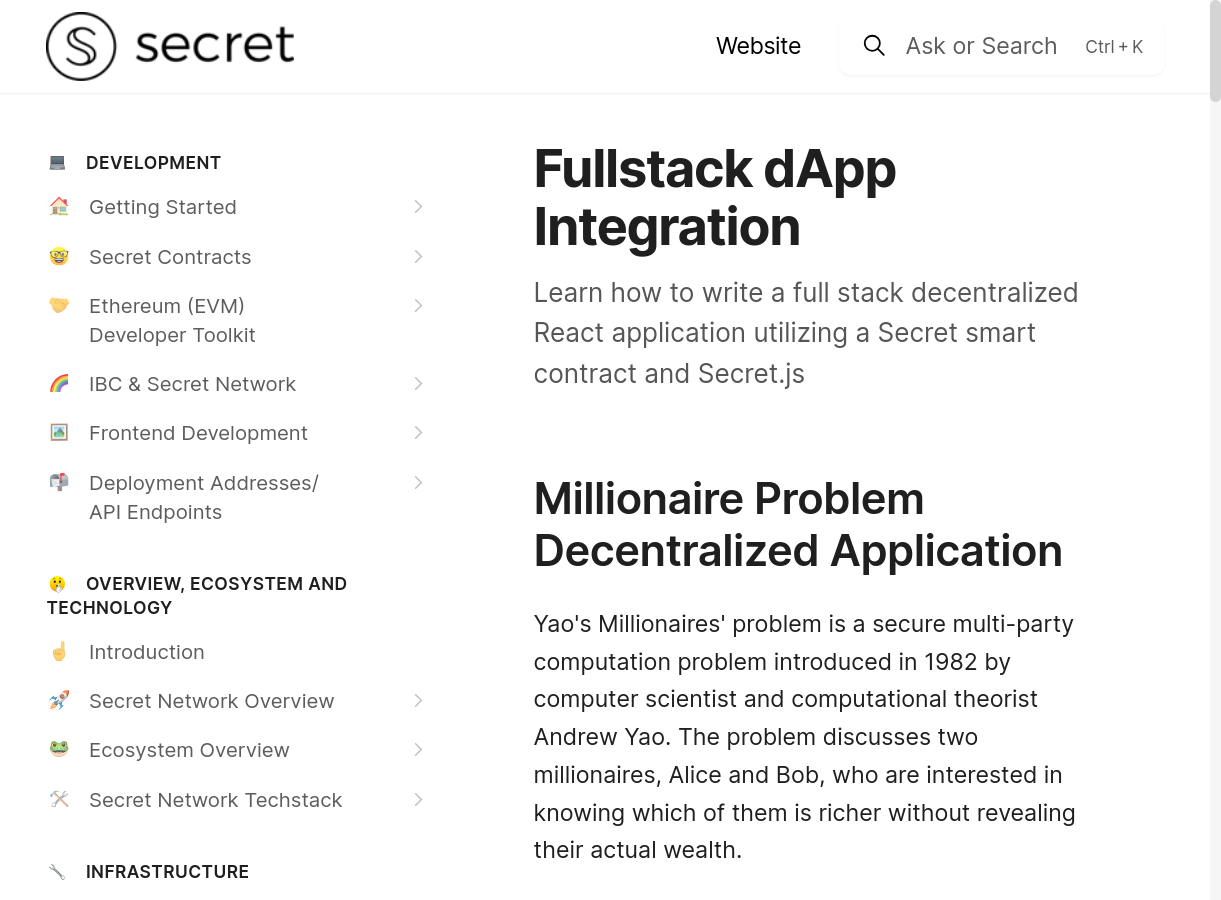 secret
Website
Ask or Search
Ctrl + K
DEVELOPMENT
Getting Started
Secret Contracts
Ethereum (EVM)
Developer Toolkit
IBC & Secret Network
Frontend Development
Deployment Addresses/
API Endpoints
OVERVIEW, ECOSYSTEM AND
TECHNOLOGY
Introduction
Secret Network Overview
Ecosystem Overview
Secret Network Techstack
INFRASTRUCTURE
Fullstack dApp
Integration
Learn how to write a full stack decentralized
React application utilizing a Secret smart
contract and Secret.js
Millionaire Problem
Decentralized Application
Yao's Millionaires' problem is a secure multi-party
computation problem introduced in 1982 by
computer scientist and computational theorist
Andrew Yao. The problem discusses two
millionaires, Alice and Bob, who are interested in
knowing which of them is richer without revealing
their actual wealth.